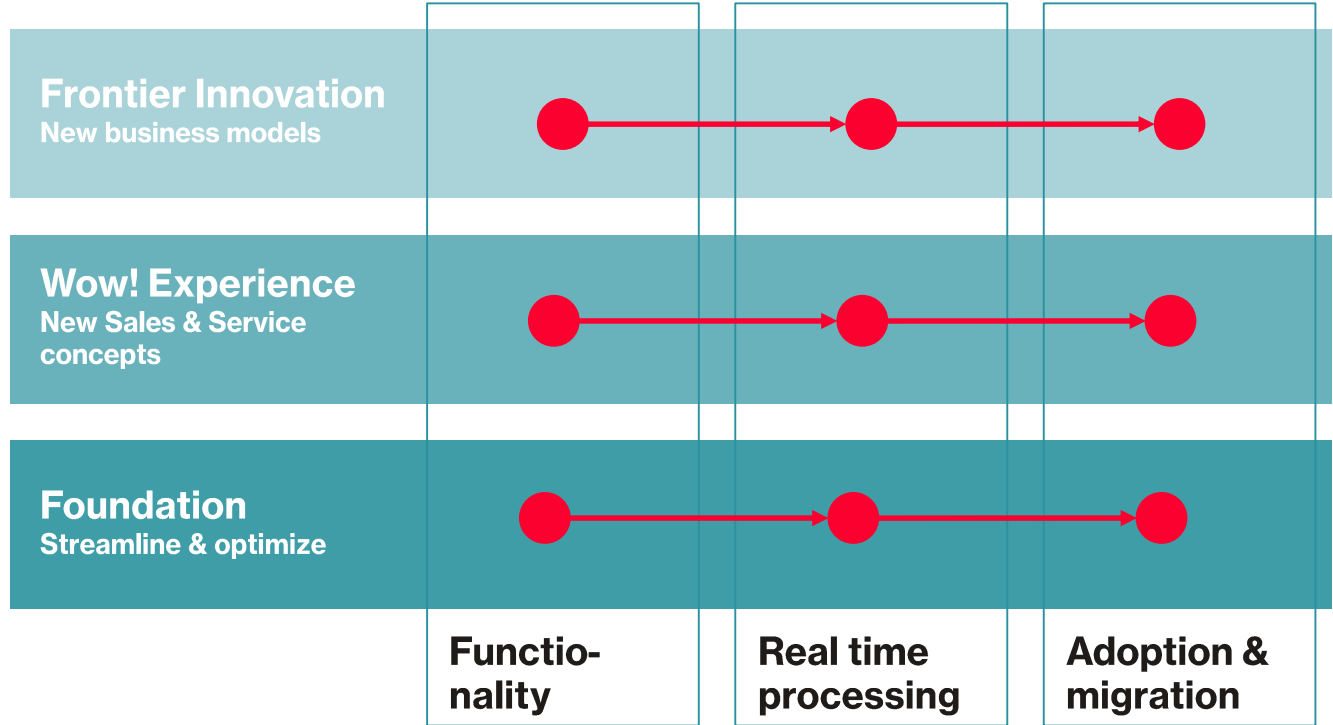 Frontier Innovation
New business models
Wow! Experience
New Sales & Service
concepts
Foundation
Streamline & optimize
Functio-
nality
Real time
processing
Adoption &
migration